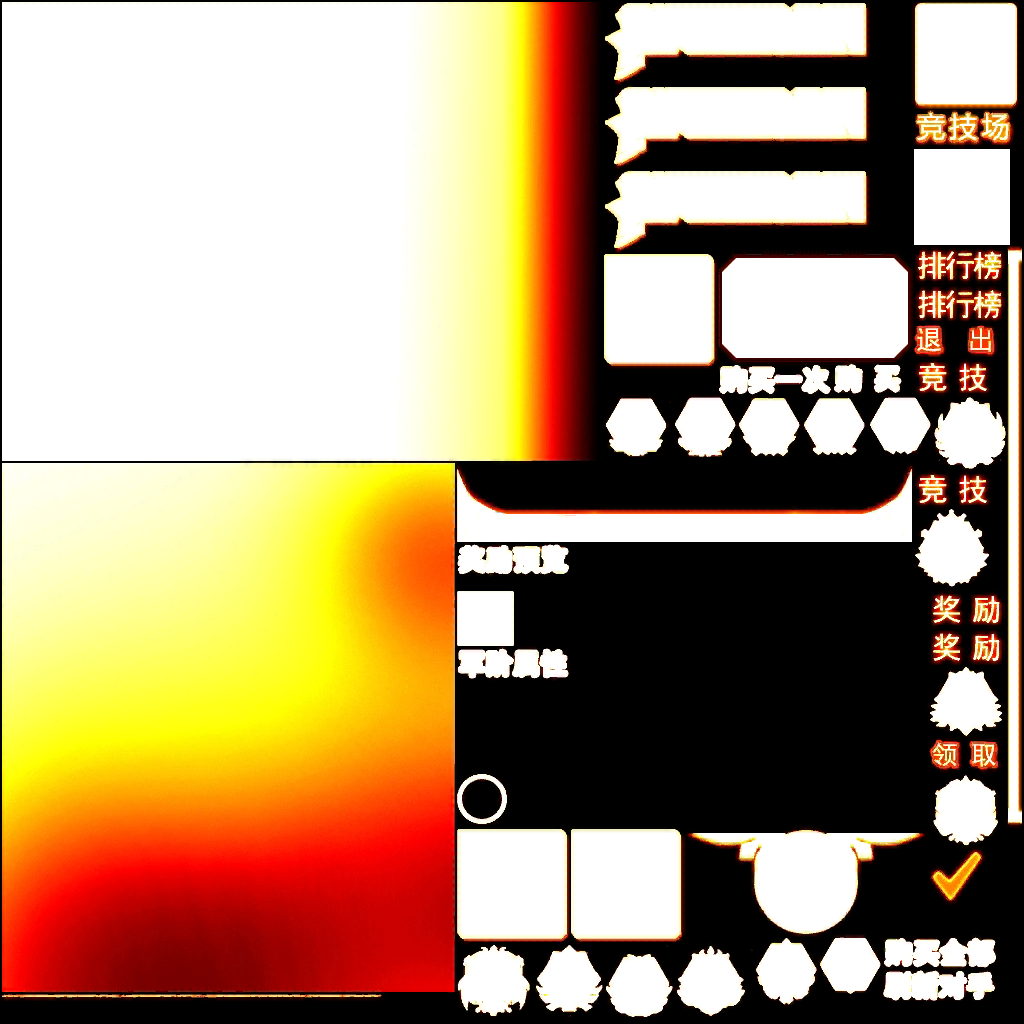 竞技场
排行榜
排行榜
退 出
购买一次 购 买 竞 技
竞 技
奖励预览
奖 励
奖 励
军阶属性
领 取
购买全部
刷新对手